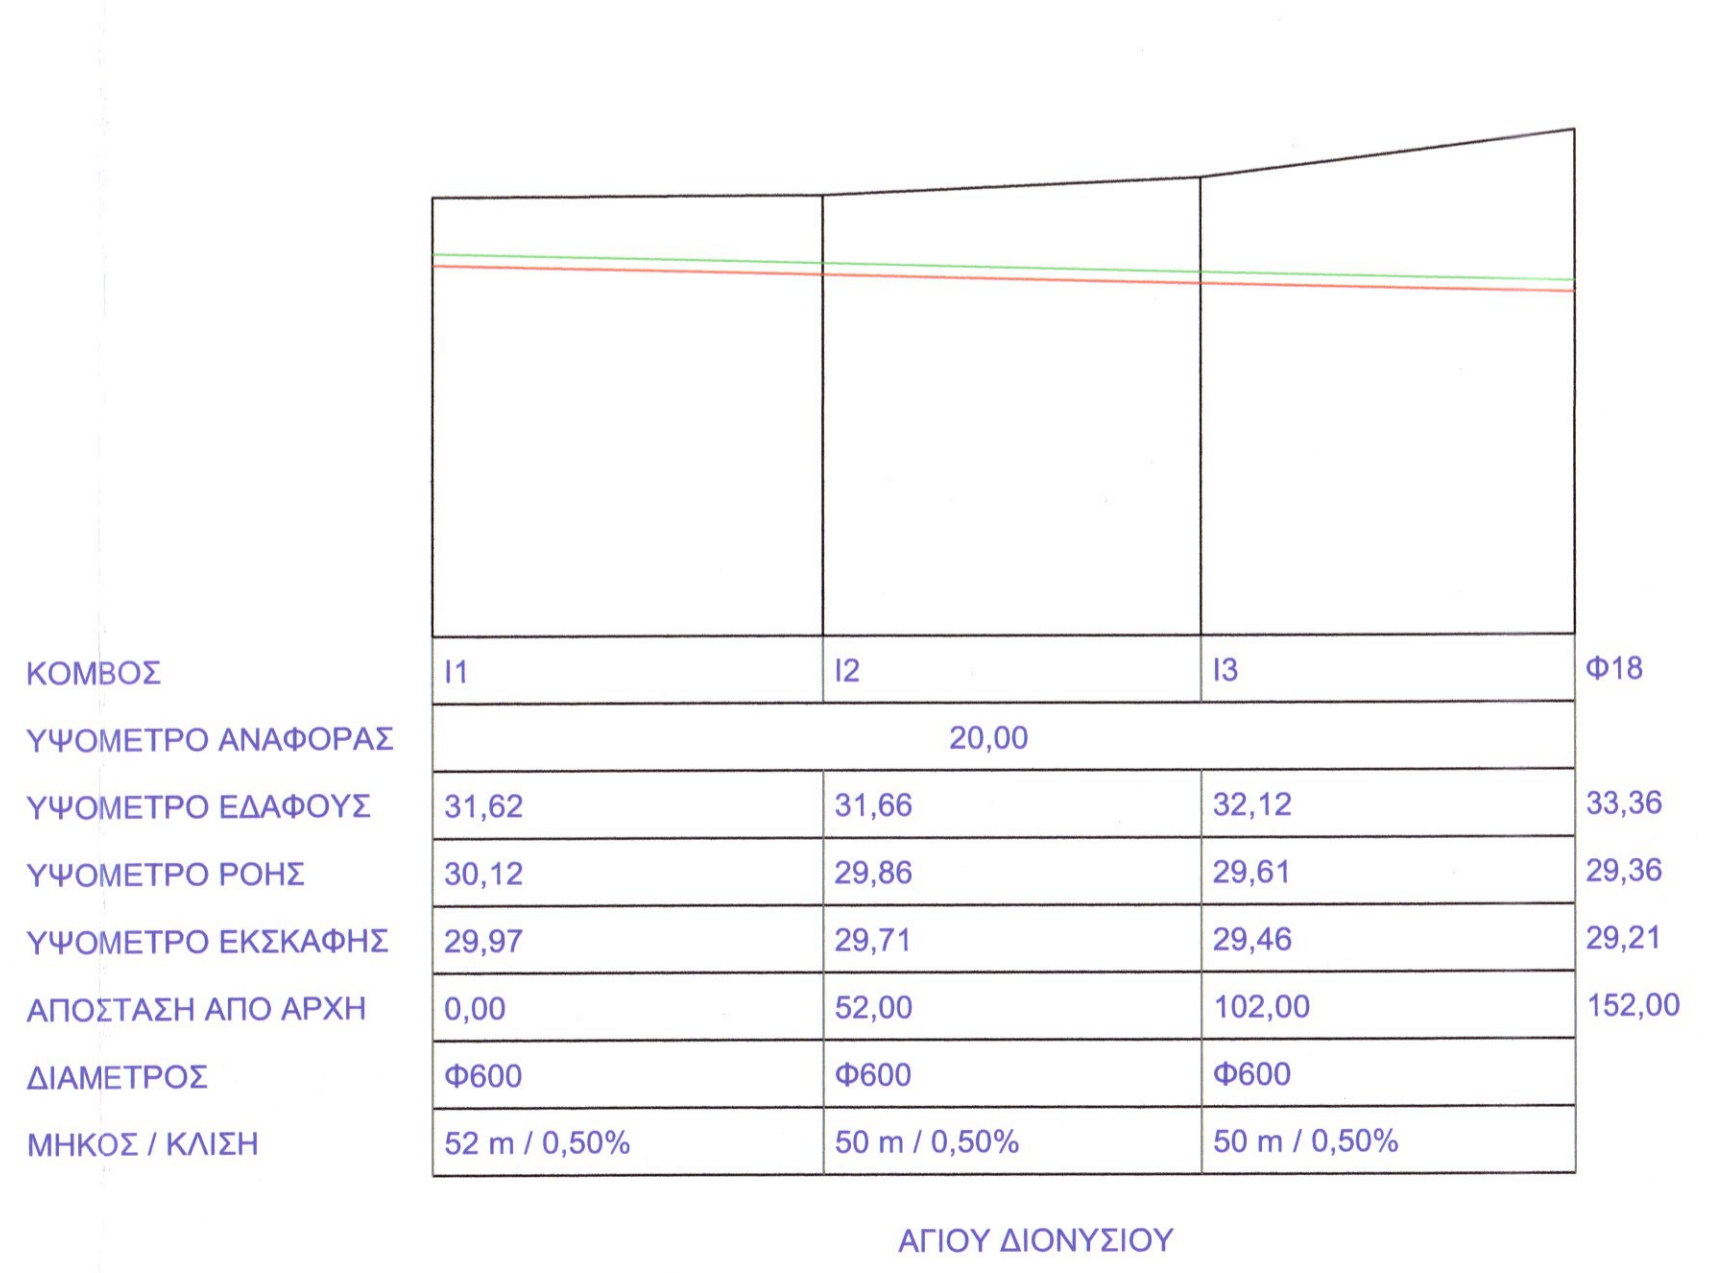 ΚΟΜΒΟΣ I1 I2 I3 Φ18
ΥΨΟΜΕΤΡΟ ΑΝΑΦΟΡΑΣ 20,00
ΥΨΟΜΕΤΡΟ ΕΔΑΦΟΥΣ 31,62 31,66 32,12 33,36
ΥΨΟΜΕΤΡΟ ΡΟΗΣ 30,12 29,86 29,61 29,36
ΥΨΟΜΕΤΡΟ ΕΚΣΚΑΦΗΣ 29,97 29,71 29,46 29,21
ΑΠΟΣΤΑΣΗ ΑΠΟ ΑΡΧΗ 0,00 52,00 102,00 152,00
ΔΙΑΜΕΤΡΟΣ Φ600 Φ600 Φ600
ΜΗΚΟΣ / ΚΛΙΣΗ 52 m / 0,50% 50 m / 0,50% 50 m / 0,50%
ΑΓΙΟΥ ΔΙΟΝΥΣΙΟΥ